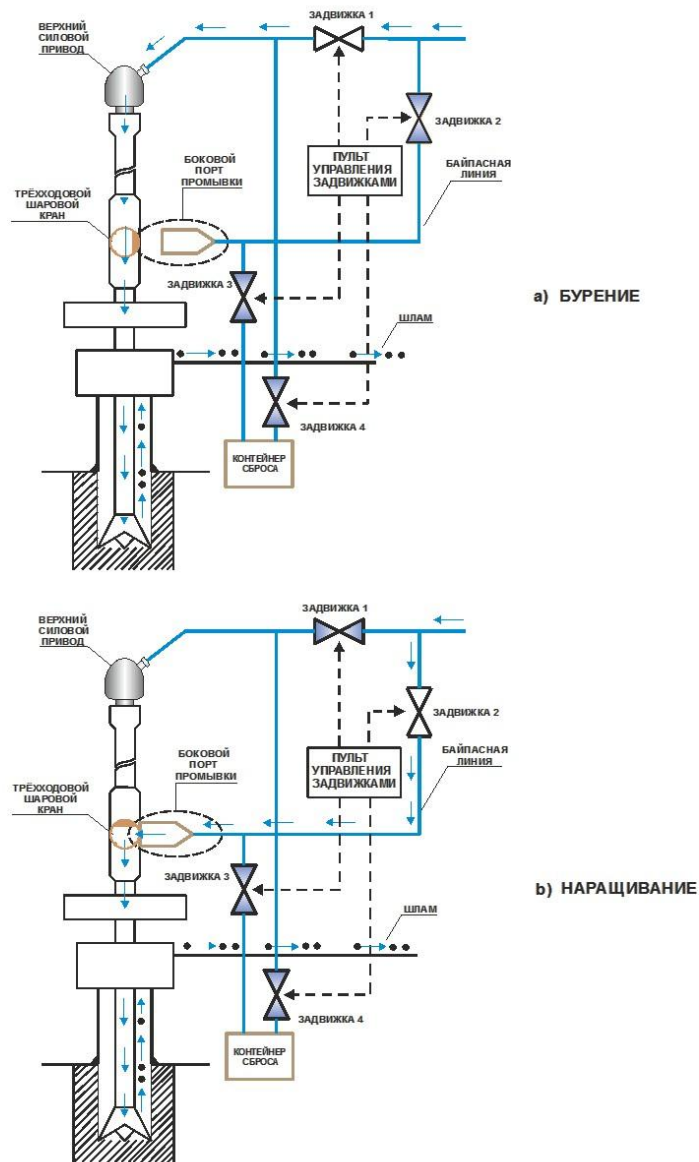 ЗАДВИЖКА 1
ВЕРХНИЙ
СИЛОВОЙ
ПРИВОД
ЗАДВИЖКА 2
БОКОВОЙ
ПОРТ
ПРОМЫВКИ
ПУЛЬТ
УПРАВЛЕНИЯ
ЗАДВИЖКАМИ
БАЙПАСНАЯ
ЛИНИЯ
ТРЁХХОДОВОЙ
ШАРОВОЙ
КРАН
ЗАДВИЖКА 3
a) БУРЕНИЕ
ШЛАМ
ЗАДВИЖКА 4
КОНТЕЙНЕР
СБРОСА
ЗАДВИЖКА 1
ВЕРХНИЙ
СИЛОВОЙ
ПРИВОД
ЗАДВИЖКА 2
БОКОВОЙ
ПОРТ
ПРОМЫВКИ
ПУЛЬТ
УПРАВЛЕНИЯ
ЗАДВИЖКАМИ
БАЙПАСНАЯ
ЛИНИЯ
ТРЁХХОДОВОЙ
ШАРОВОЙ
КРАН
ЗАДВИЖКА 3
b) НАРАЩИВАНИЕ
ШЛАМ
ЗАДВИЖКА 4
КОНТЕЙНЕР
СБРОСА